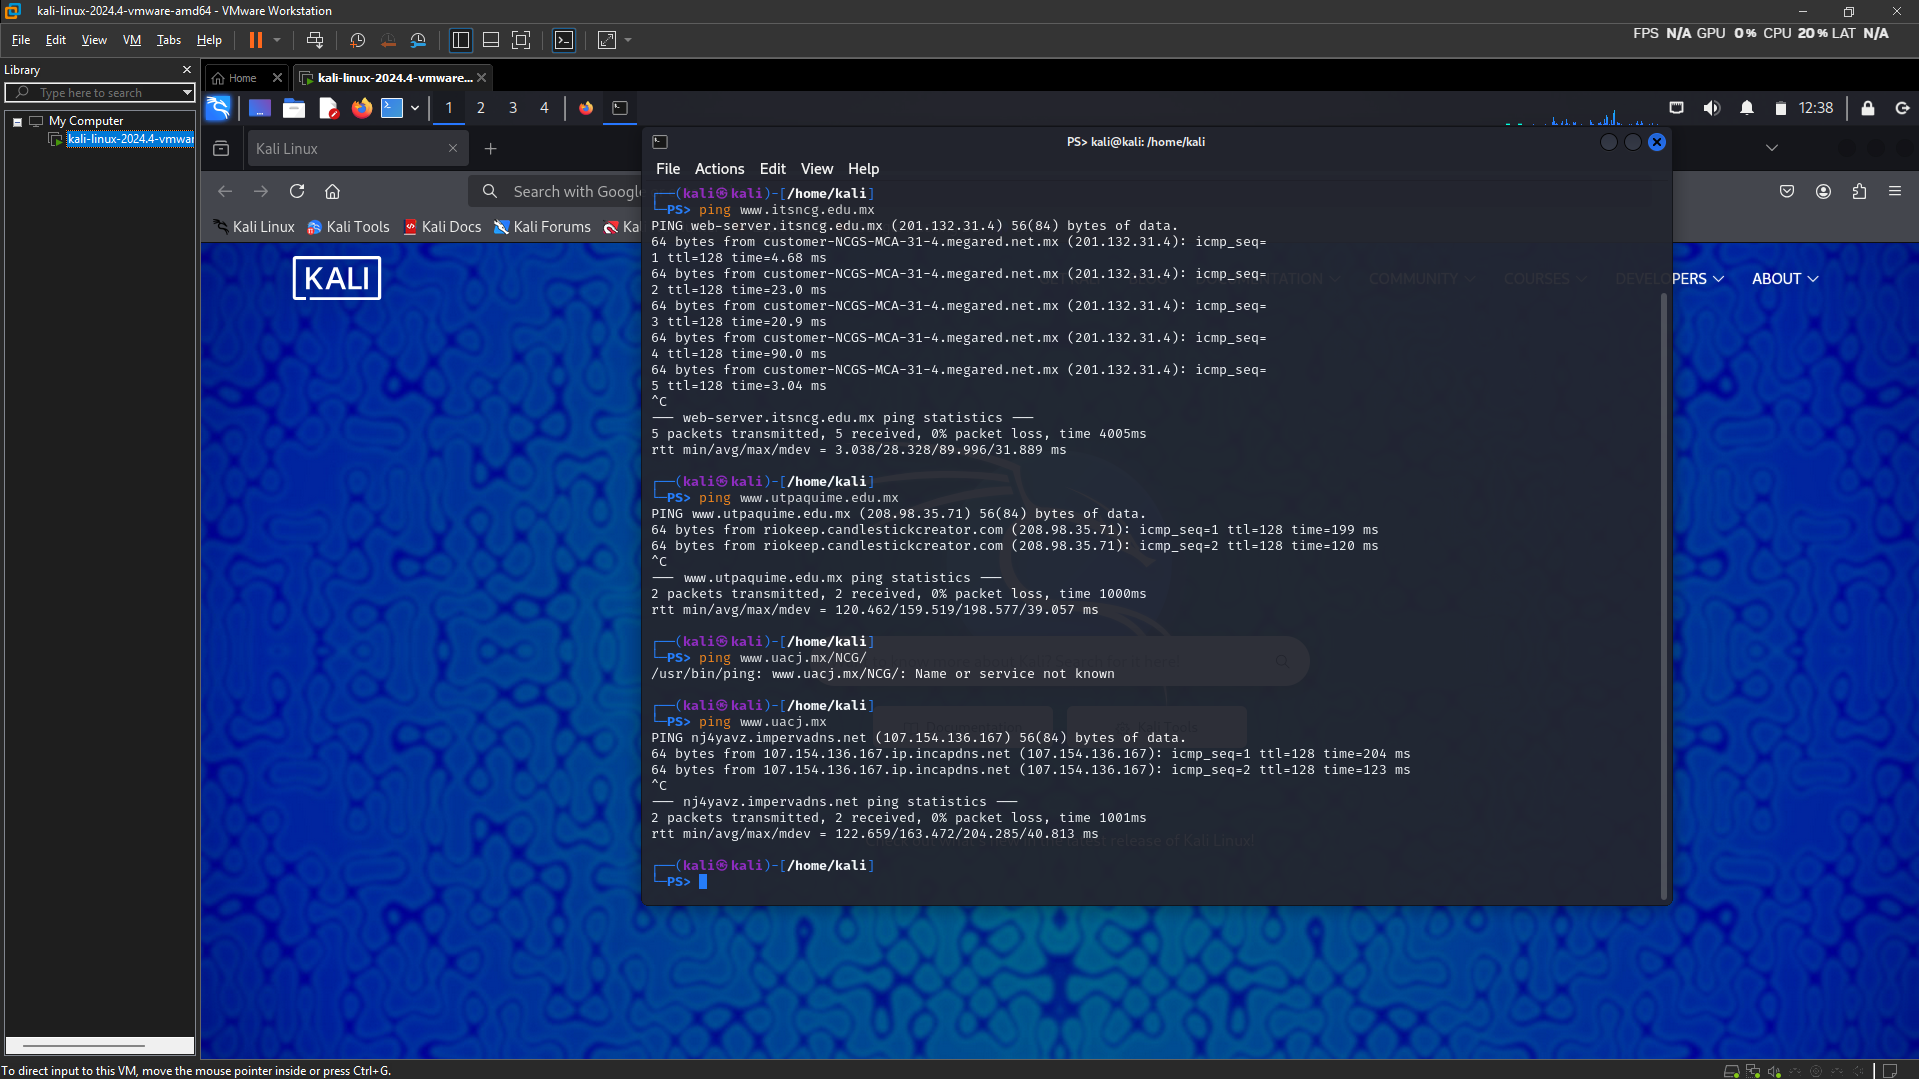 kali-linux-2024.4-vmware-amd64 - VMware Workstation
File Edit View VM Tabs Help
FPS N/A GPU 0% CPU 20% LAT N/A
Library
Type here to search
My Computer
kali-linux-2024.4-vmwar
Home
kali-linux-2024.4-vmware...
1 2 3 4
12:38
Kali Linux
Search with Google
Kali Linux Kali Tools Kali Docs Kali Forums Ka
KALI
DOCUMENTATION COMMUNITY COURSES DEVELOPERS ABOUT
PS> kali@kali: /home/kali
File Actions Edit View Help
┌──(kali㉿kali)-[/home/kali]
└─PS> ping www.itsncg.edu.mx
PING web-server.itsncg.edu.mx (201.132.31.4) 56(84) bytes of data.
64 bytes from customer-NCGS-MCA-31-4.megared.net.mx (201.132.31.4): icmp_seq=
1 ttl=128 time=4.68 ms
64 bytes from customer-NCGS-MCA-31-4.megared.net.mx (201.132.31.4): icmp_seq=
2 ttl=128 time=23.0 ms
64 bytes from customer-NCGS-MCA-31-4.megared.net.mx (201.132.31.4): icmp_seq=
3 ttl=128 time=20.9 ms
64 bytes from customer-NCGS-MCA-31-4.megared.net.mx (201.132.31.4): icmp_seq=
4 ttl=128 time=90.0 ms
64 bytes from customer-NCGS-MCA-31-4.megared.net.mx (201.132.31.4): icmp_seq=
5 ttl=128 time=3.04 ms
^C
--- web-server.itsncg.edu.mx ping statistics ---
5 packets transmitted, 5 received, 0% packet loss, time 4005ms
rtt min/avg/max/mdev = 3.038/28.328/89.996/31.889 ms
┌──(kali㉿kali)-[/home/kali]
└─PS> ping www.utpaquime.edu.mx
PING www.utpaquime.edu.mx (208.98.35.71) 56(84) bytes of data.
64 bytes from riokeep.candlestickcreator.com (208.98.35.71): icmp_seq=1 ttl=128 time=199 ms
64 bytes from riokeep.candlestickcreator.com (208.98.35.71): icmp_seq=2 ttl=128 time=120 ms
^C
--- www.utpaquime.edu.mx ping statistics ---
2 packets transmitted, 2 received, 0% packet loss, time 1000ms
rtt min/avg/max/mdev = 120.462/159.519/198.577/39.057 ms
┌──(kali㉿kali)-[/home/kali]
└─PS> ping www.uacj.mx/NCG/
/usr/bin/ping: www.uacj.mx/NCG/: Name or service not known
┌──(kali㉿kali)-[/home/kali]
└─PS> ping www.uacj.mx
PING nj4yavz.impervadns.net (107.154.136.167) 56(84) bytes of data.
64 bytes from 107.154.136.167.ip.incapdns.net (107.154.136.167): icmp_seq=1 ttl=128 time=204 ms
64 bytes from 107.154.136.167.ip.incapdns.net (107.154.136.167): icmp_seq=2 ttl=128 time=123 ms
^C
--- nj4yavz.impervadns.net ping statistics ---
2 packets transmitted, 2 received, 0% packet loss, time 1001ms
rtt min/avg/max/mdev = 122.659/163.472/204.285/40.813 ms
Check out what's new in the latest release of Kali Linux!
┌──(kali㉿kali)-[/home/kali]
└─PS>
To direct input to this VM, move the mouse pointer inside or press Ctrl+G.